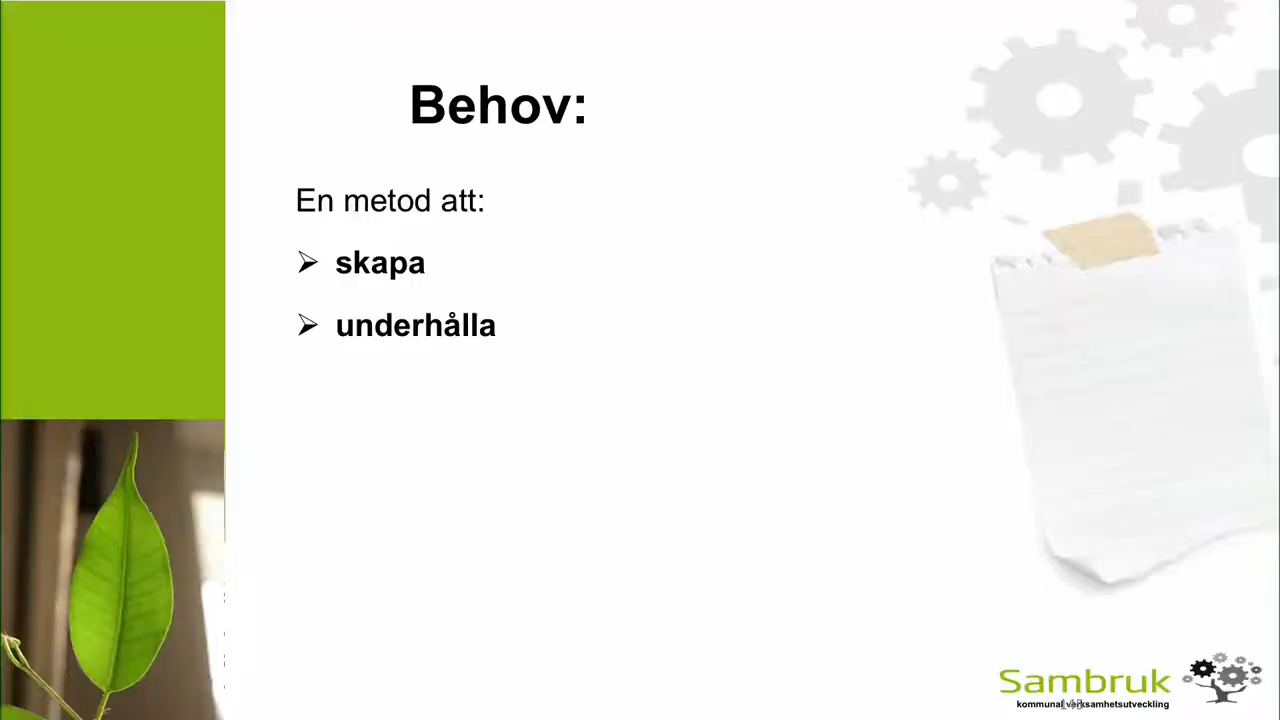 Behov:
En metod att:
➢ skapa
➢ underhålla
Sambruk
kommunal verksamhetsutveckling